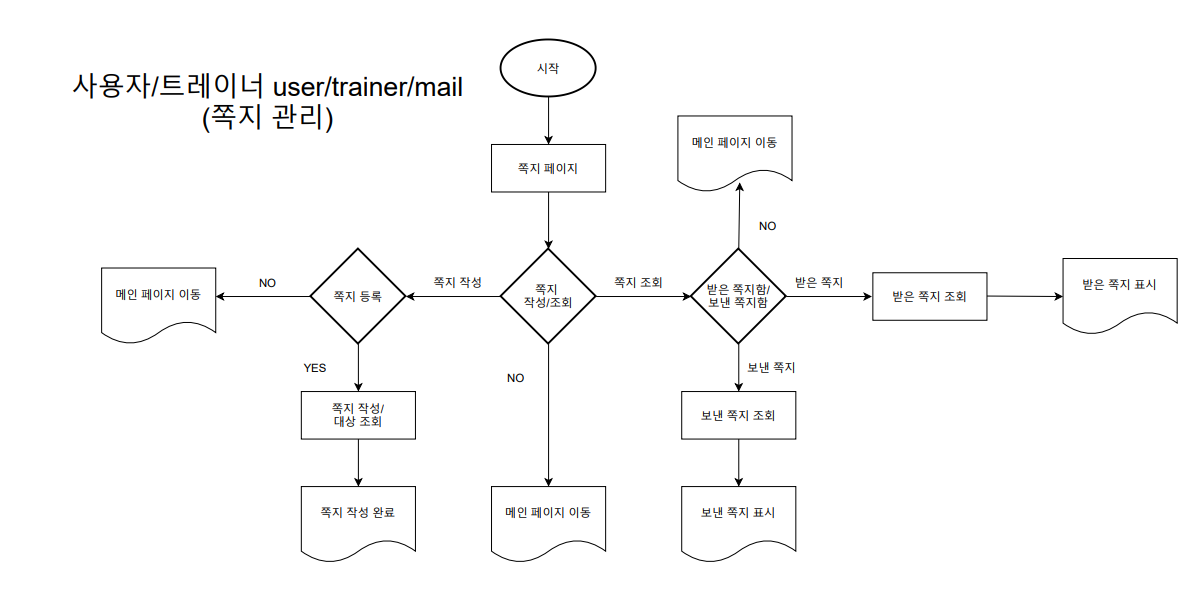 시작
사용자/트레이너 user/trainer/mail
(쪽지 관리)
메인 페이지 이동
쪽지 페이지
NO
NO
쪽지 작성
쪽지 조회
받은 쪽지
메인 페이지 이동
쪽지 등록
쪽지
작성/조회
받은 쪽지함/
보낸 쪽지함
받은 쪽지 조회
받은 쪽지 표시
YES
NO
보낸 쪽지
쪽지 작성/
대상 조회
보낸 쪽지 조회
쪽지 작성 완료
메인 페이지 이동
보낸 쪽지 표시